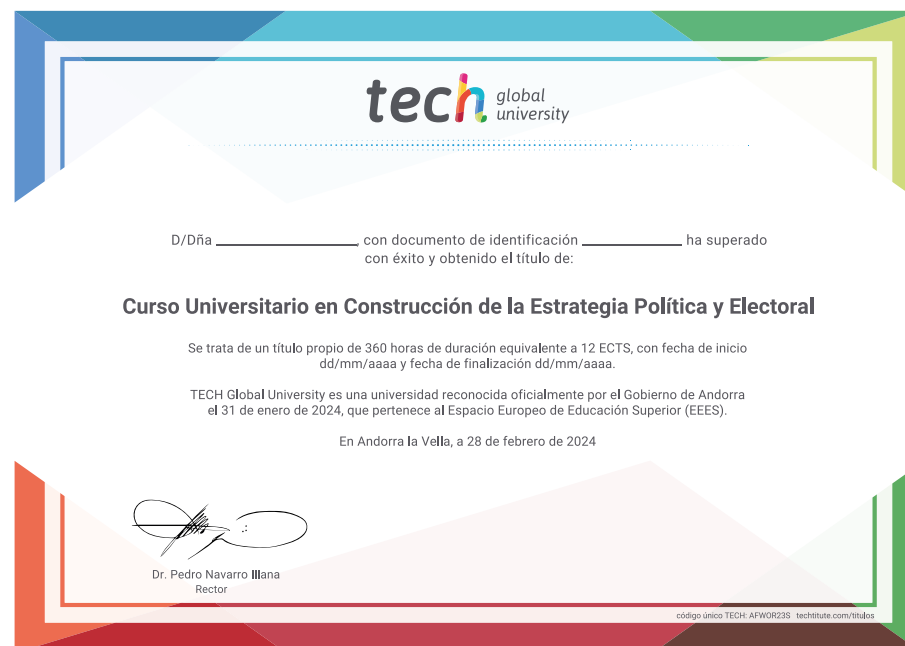 tech global university
D/Dña ______________, con documento de identificación __________ ha superado
con éxito y obtenido el título de:
Curso Universitario en Construcción de la Estrategia Política y Electoral
Se trata de un título propio de 360 horas de duración equivalente a 12 ECTS, con fecha de inicio
dd/mm/aaaa y fecha de finalización dd/mm/aaaa.
TECH Global University es una universidad reconocida oficialmente por el Gobierno de Andorra
el 31 de enero de 2024, que pertenece al Espacio Europeo de Educación Superior (EEES).
En Andorra la Vella, a 28 de febrero de 2024
Dr. Pedro Navarro Illana
Rector
código único TECH: AFWOR23S techtitute.com/titulos